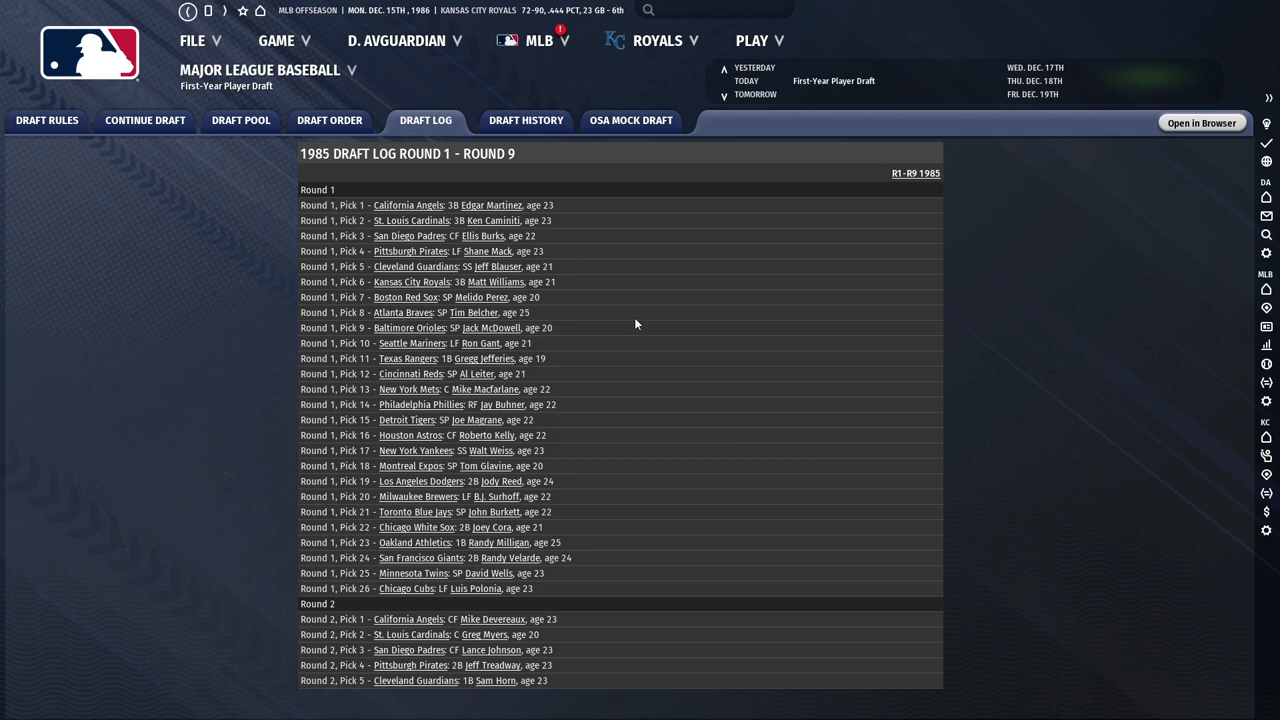 MLB OFFSEASON | MON. DEC. 15TH , 1986 | KANSAS CITY ROYALS 72-90, .444 PCT, 23 GB - 6th
FILE GAME D. AVGUARDIAN MLB ! KC ROYALS PLAY
MAJOR LEAGUE BASEBALL
First-Year Player Draft
YESTERDAY WED. DEC. 17TH
TODAY First-Year Player Draft THU. DEC. 18TH
TOMORROW FRI. DEC. 19TH
DRAFT RULES CONTINUE DRAFT DRAFT POOL DRAFT ORDER DRAFT LOG DRAFT HISTORY OSA MOCK DRAFT Open in Browser
1985 DRAFT LOG ROUND 1 - ROUND 9
R1-R9 1985
Round 1
Round 1, Pick 1 - California Angels: 3B Edgar Martinez, age 23
Round 1, Pick 2 - St. Louis Cardinals: 3B Ken Caminiti, age 23
Round 1, Pick 3 - San Diego Padres: CF Ellis Burks, age 22
Round 1, Pick 4 - Pittsburgh Pirates: LF Shane Mack, age 23
Round 1, Pick 5 - Cleveland Guardians: SS Jeff Blauser, age 21
Round 1, Pick 6 - Kansas City Royals: 3B Matt Williams, age 21
Round 1, Pick 7 - Boston Red Sox: SP Melido Perez, age 20
Round 1, Pick 8 - Atlanta Braves: SP Tim Belcher, age 25
Round 1, Pick 9 - Baltimore Orioles: SP Jack McDowell, age 20
Round 1, Pick 10 - Seattle Mariners: LF Ron Gant, age 21
Round 1, Pick 11 - Texas Rangers: 1B Gregg Jefferies, age 19
Round 1, Pick 12 - Cincinnati Reds: SP Al Leiter, age 21
Round 1, Pick 13 - New York Mets: C Mike Macfarlane, age 22
Round 1, Pick 14 - Philadelphia Phillies: RF Jay Buhner, age 22
Round 1, Pick 15 - Detroit Tigers: SP Joe Magrane, age 22
Round 1, Pick 16 - Houston Astros: CF Roberto Kelly, age 22
Round 1, Pick 17 - New York Yankees: SS Walt Weiss, age 23
Round 1, Pick 18 - Montreal Expos: SP Tom Glavine, age 20
Round 1, Pick 19 - Los Angeles Dodgers: 2B Jody Reed, age 24
Round 1, Pick 20 - Milwaukee Brewers: LF B.J. Surhoff, age 22
Round 1, Pick 21 - Toronto Blue Jays: SP John Burkett, age 22
Round 1, Pick 22 - Chicago White Sox: 2B Joey Cora, age 21
Round 1, Pick 23 - Oakland Athletics: 1B Randy Milligan, age 25
Round 1, Pick 24 - San Francisco Giants: 2B Randy Velarde, age 24
Round 1, Pick 25 - Minnesota Twins: SP David Wells, age 23
Round 1, Pick 26 - Chicago Cubs: LF Luis Polonia, age 23
Round 2
Round 2, Pick 1 - California Angels: CF Mike Devereaux, age 23
Round 2, Pick 2 - St. Louis Cardinals: C Greg Myers, age 20
Round 2, Pick 3 - San Diego Padres: CF Lance Johnson, age 23
Round 2, Pick 4 - Pittsburgh Pirates: 2B Jeff Treadway, age 23
Round 2, Pick 5 - Cleveland Guardians: 1B Sam Horn, age 23
DA
MLB
KC
$